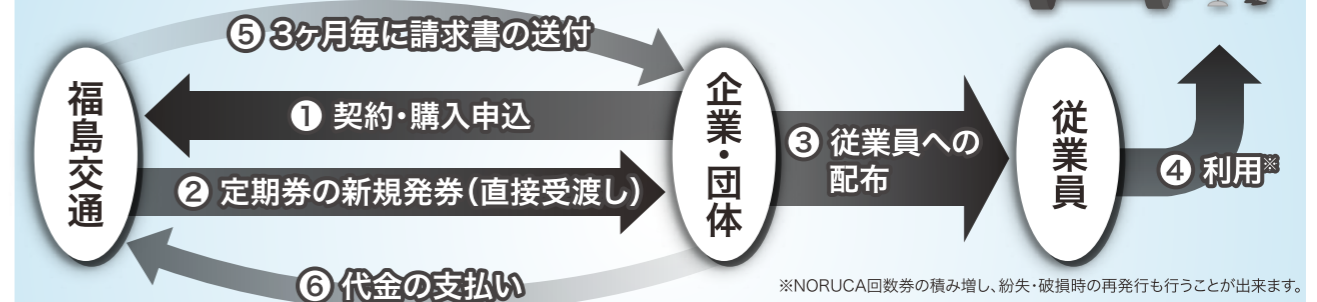 ⑤ 3ヶ月毎に請求書の送付
福島交通
① 契約・購入申込
② 定期券の新規発券（直接受渡し）
企業・団体
③ 従業員への
配布
従業員
④ 利用※
⑥ 代金の支払い
※NORUCA回数券の積み増し、紛失・破損時の再発行も行うことが出来ます。